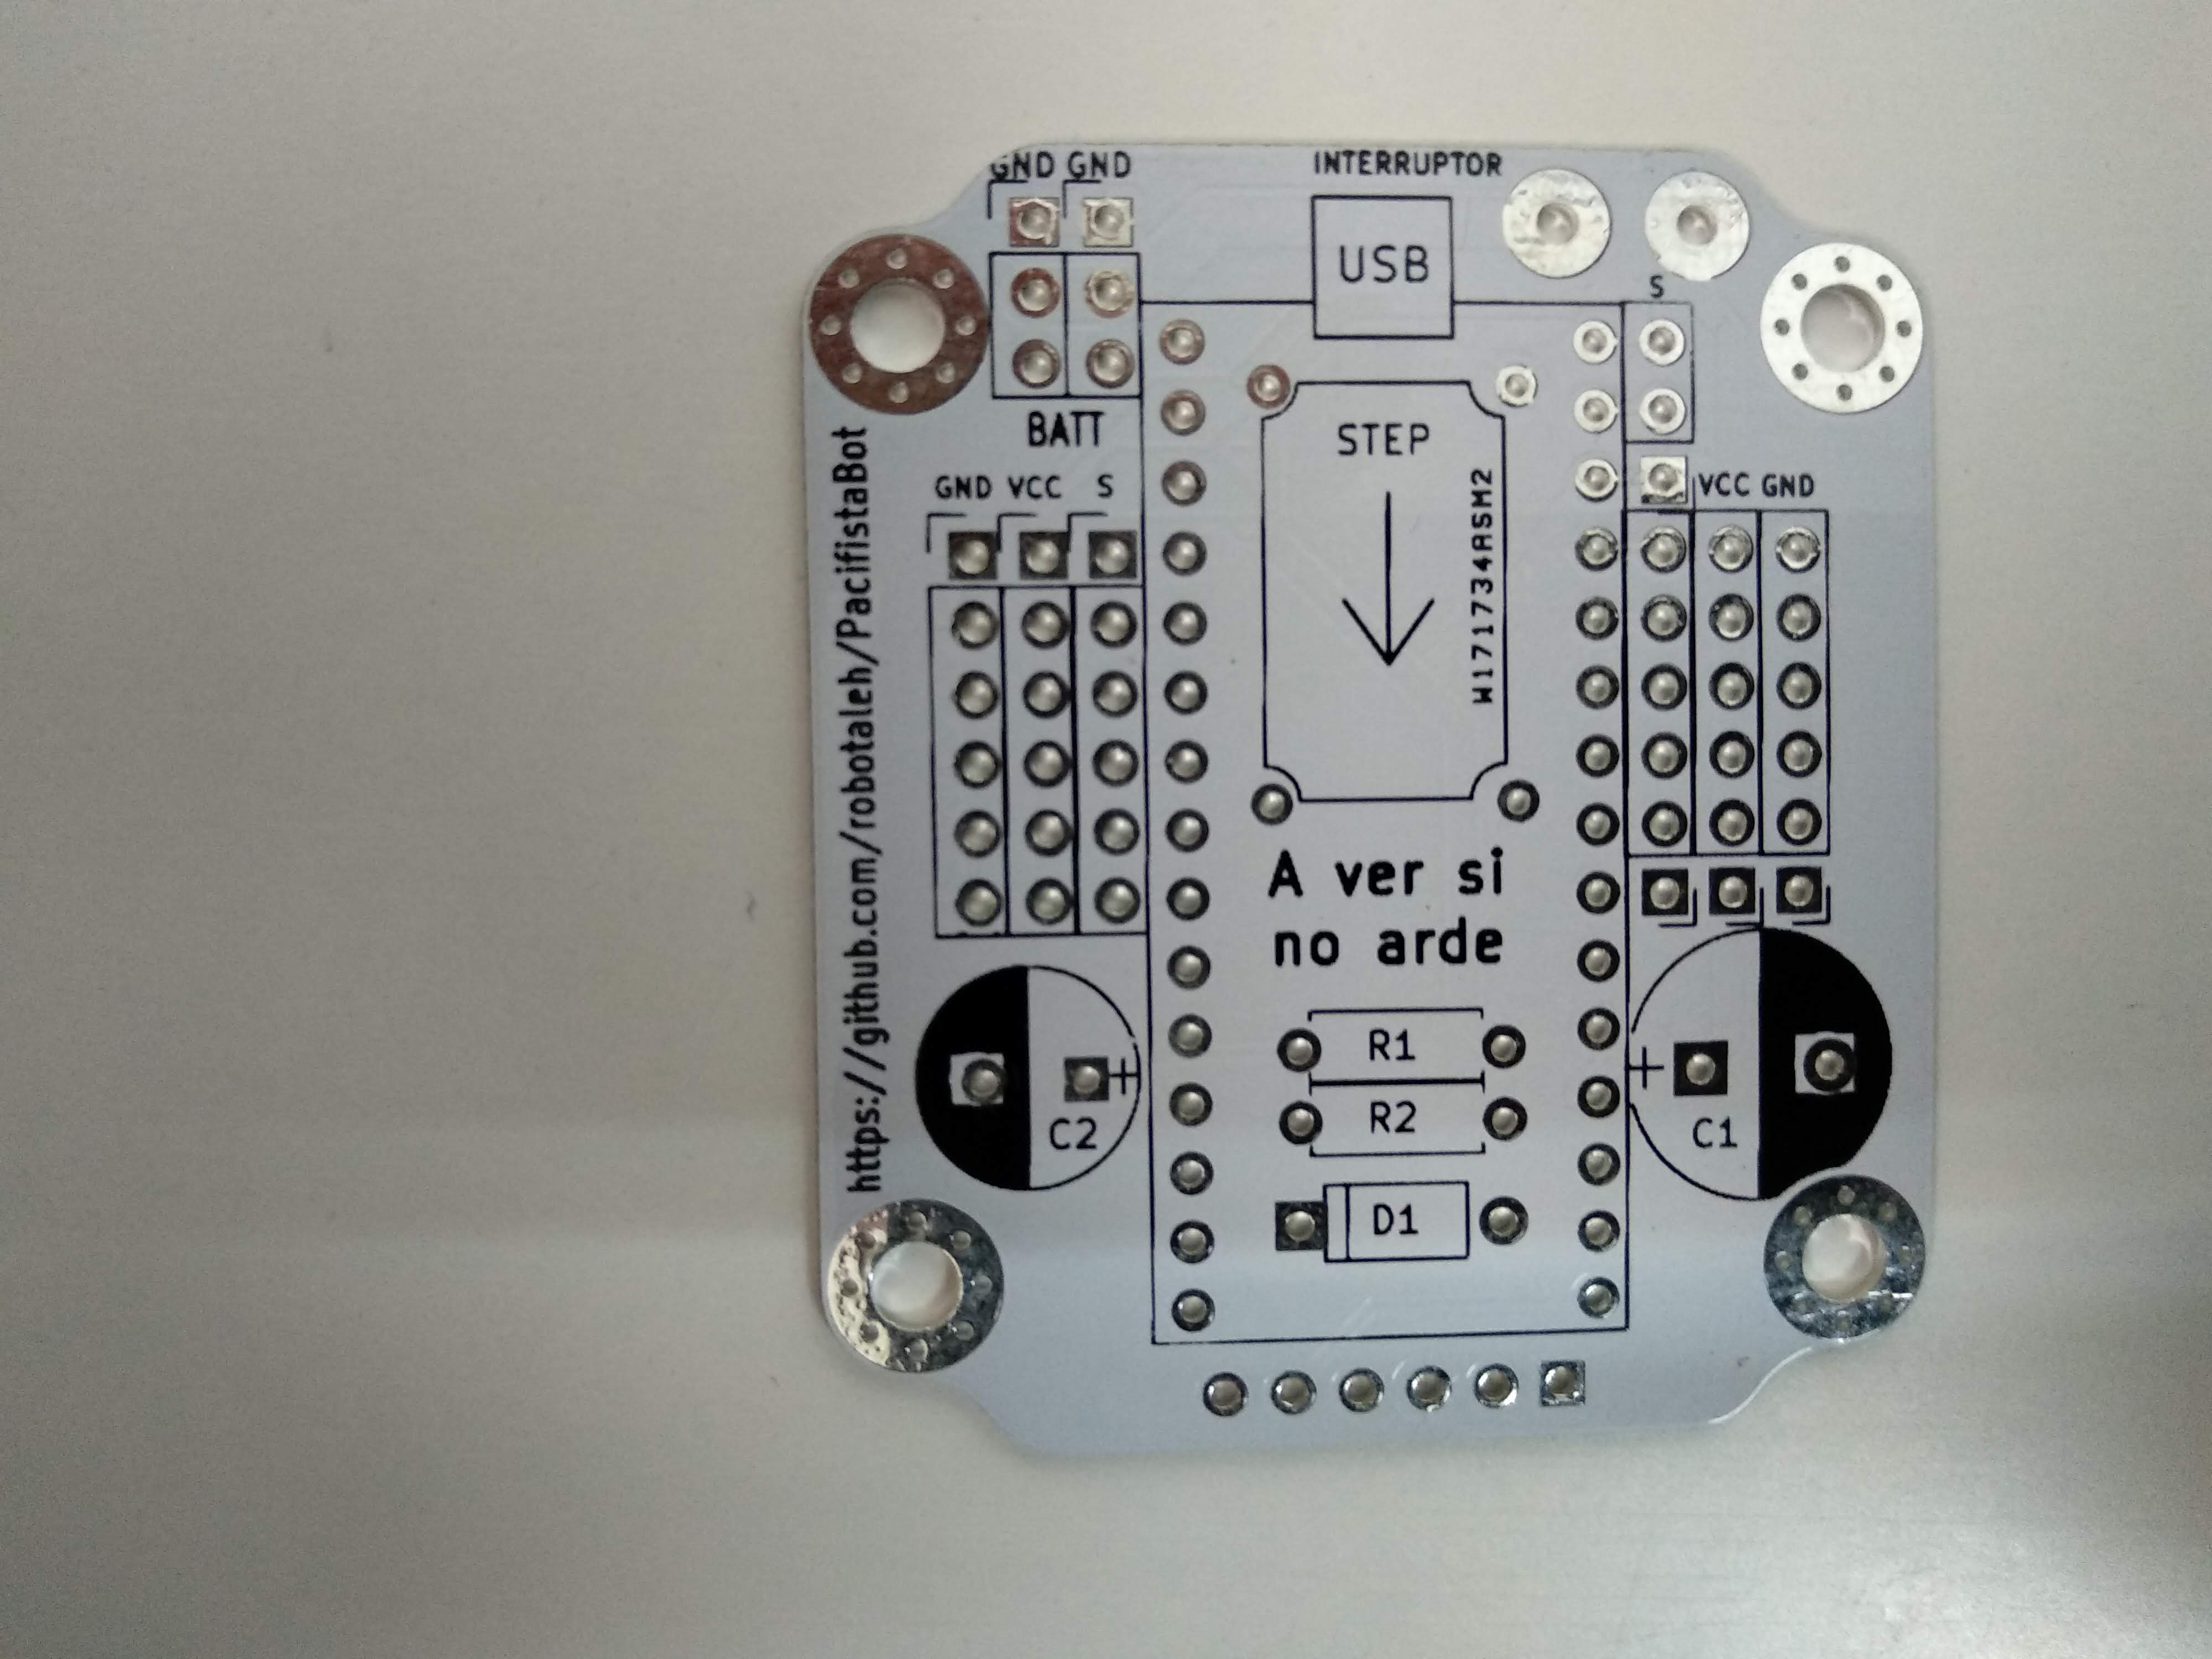 GND GND
INTERRUPTOR
USB
S
BATT
STEP
GND VCC S
VCC GND
W171734ASM2
https://github.com/robotaleh/PacifistaBot
A ver si
no arde
R1
R2
+
C2
+
C1
D1